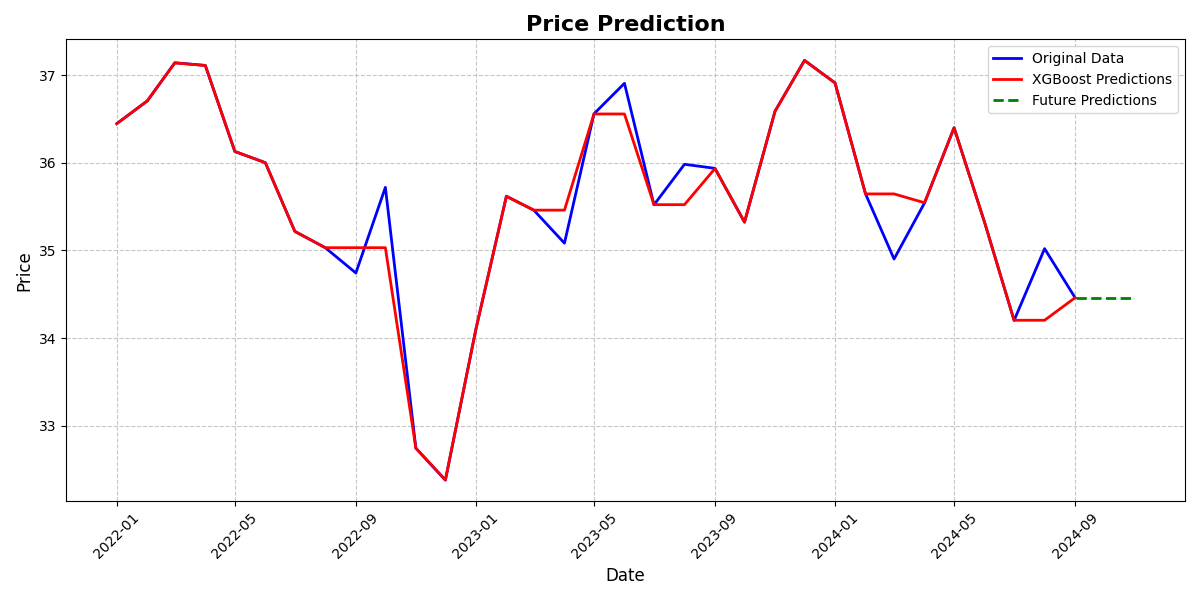 Price Prediction
Original Data
XGBoost Predictions
Future Predictions
37
36
35
34
33
Price
2022-01
2022-05
2022-09
2023-01
2023-05
2023-09
2024-01
2024-05
2024-09
Date